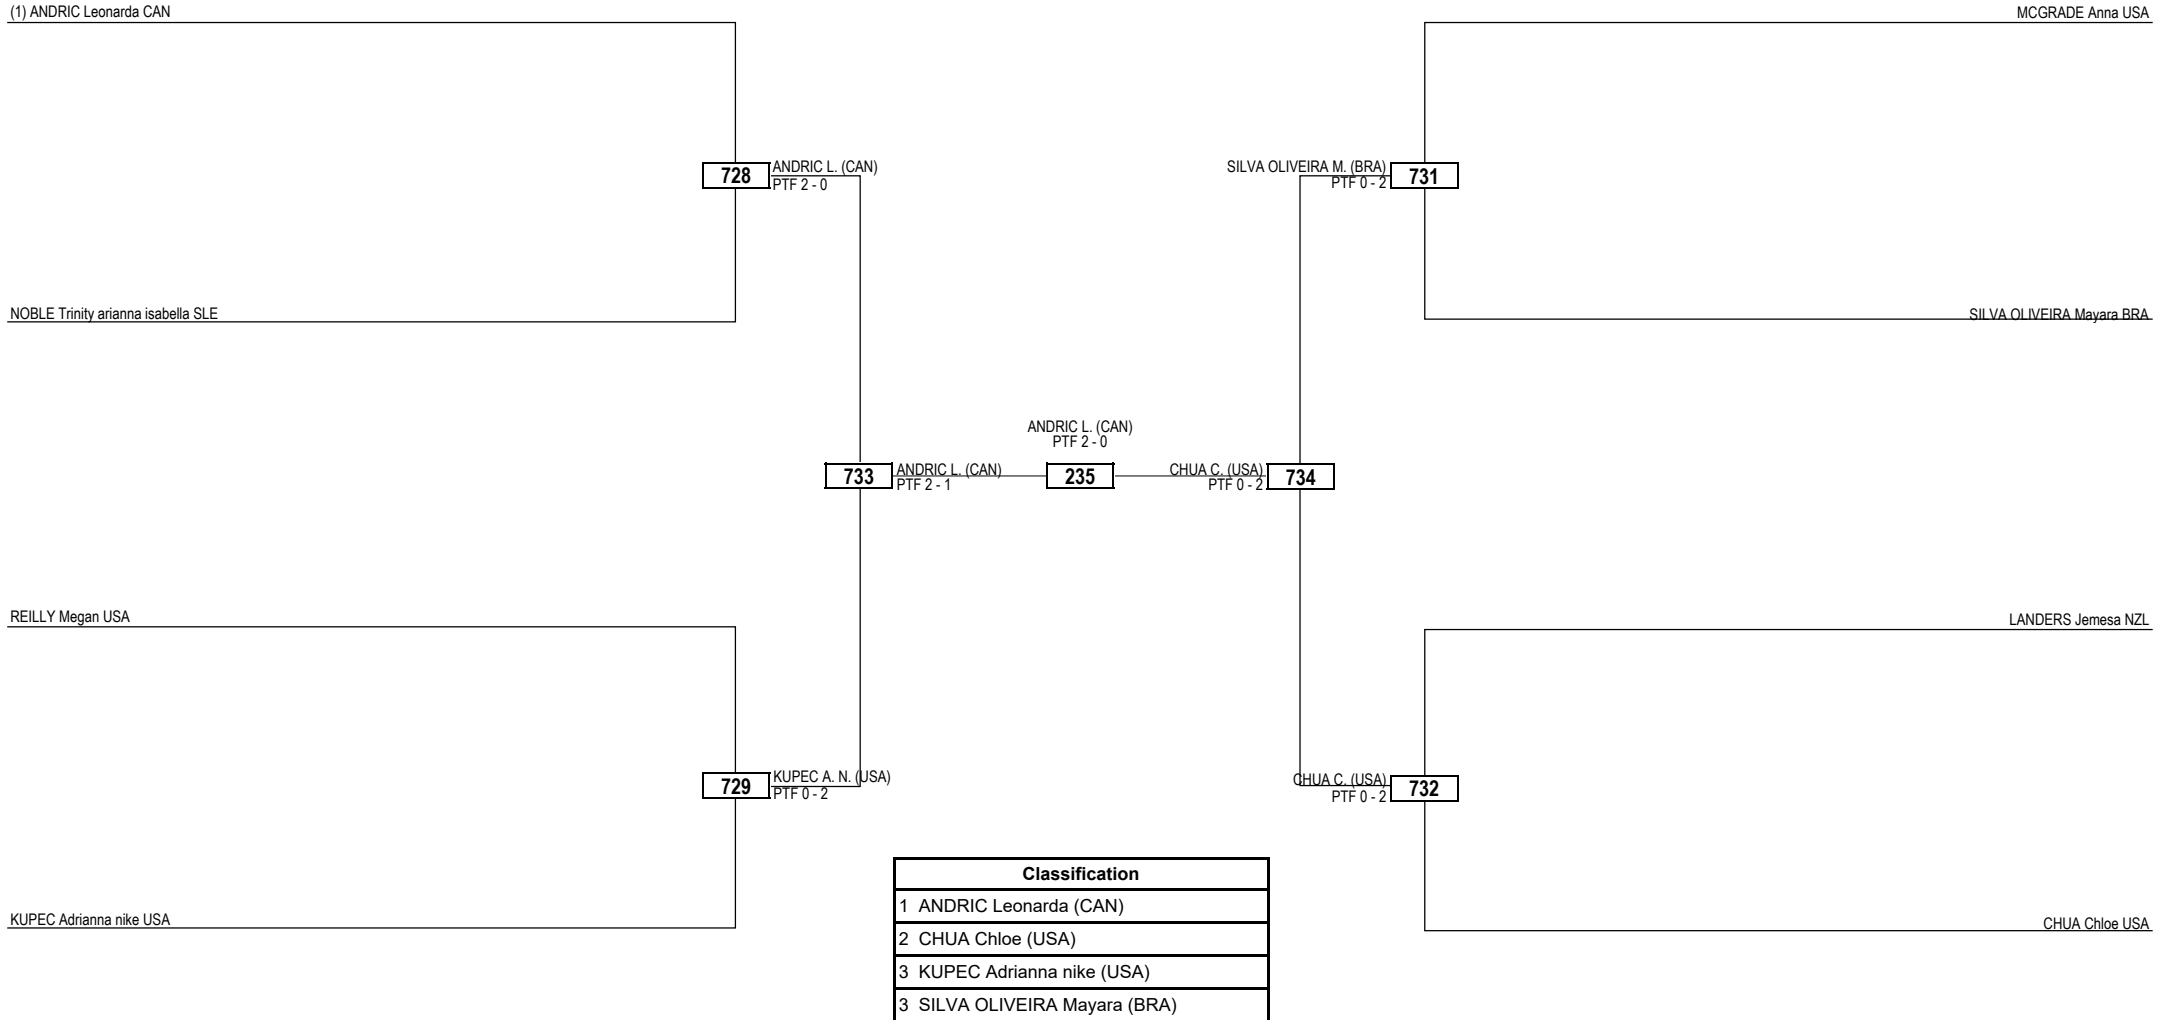 (1) ANDRIC Leonarda CAN
MCGRADE Anna USA
728
ANDRIC L. (CAN)
PTF 2 - 0
SILVA OLIVEIRA M. (BRA)
PTF 0 - 2
731
NOBLE Trinity arianna isabella SLE
SILVA OLIVEIRA Mayara BRA
ANDRIC L. (CAN)
PTF 2 - 0
733
ANDRIC L. (CAN)
PTF 2 - 1
235
CHUA C. (USA)
PTF 0 - 2
734
REILLY Megan USA
LANDERS Jemesa NZL
729
KUPEC A. N. (USA)
PTF 0 - 2
CHUA C. (USA)
PTF 0 - 2
732
KUPEC Adrianna nike USA
CHUA Chloe USA
Classification
1 ANDRIC Leonarda (CAN)
2 CHUA Chloe (USA)
3 KUPEC Adrianna nike (USA)
3 SILVA OLIVEIRA Mayara (BRA)